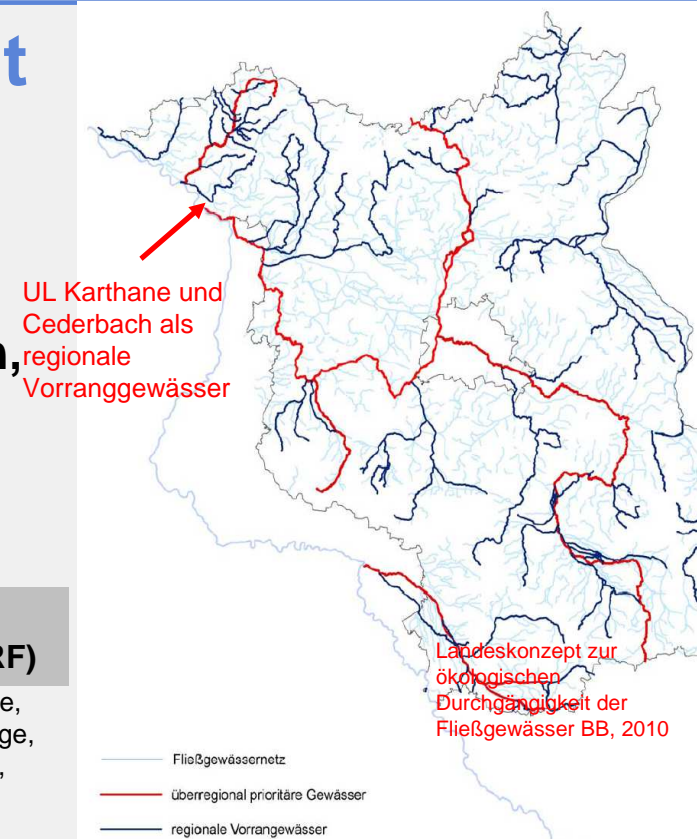 t
UL Karthane und
Cederbach als
n,
regionale
Vorranggewässer
RF)
e,
ge,
,
Landeskonzept zur
ökologischen
Durchgängigkeit der
Fließgewässer BB, 2010
Fließgewässernetz
überregional prioritäre Gewässer
regionale Vorrangewässer